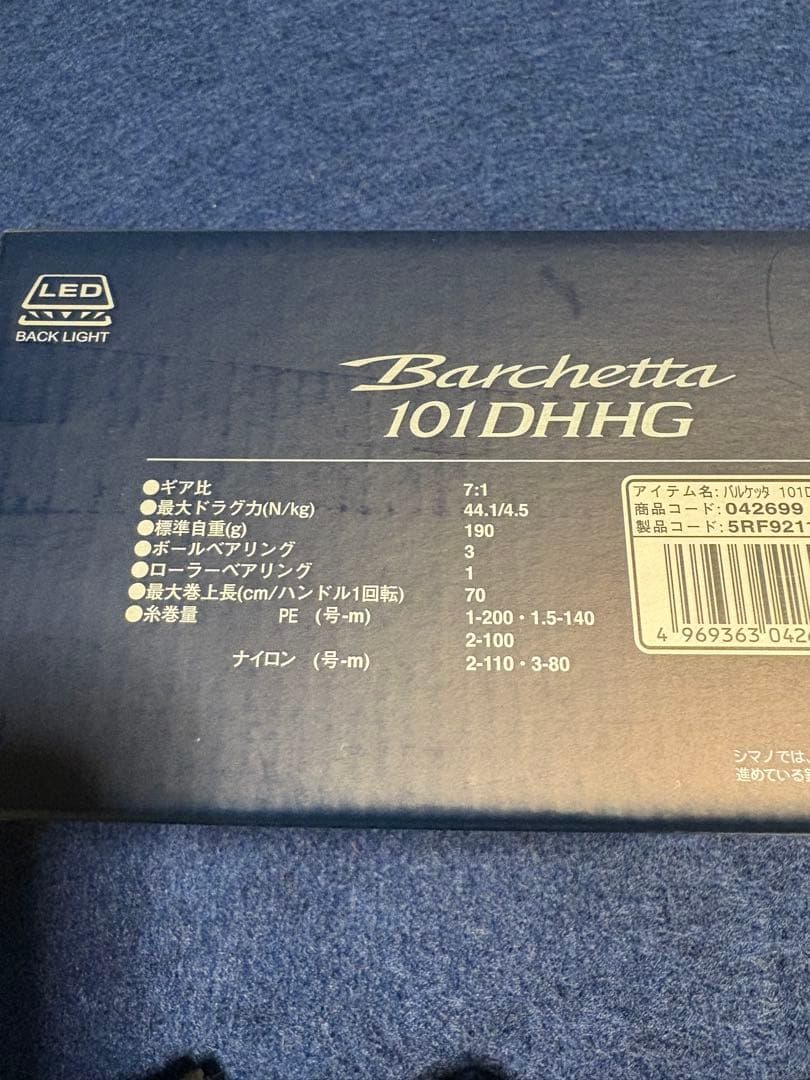 LED
BACK LIGHT
Barchetta
101DHHG
●ギア比 7:1
●最大ドラグ力(N/kg) 44.1/4.5
●標準自重(g) 190
●ボールベアリング 3
●ローラーベアリング 1
●最大巻上長(cm/ハンドル1回転) 70
●糸巻量 PE (号-m) 1-200・1.5-140
2-100
ナイロン (号-m) 2-110・3-80
アイテム名: バルケッタ 101D
商品コード: 042699
製品コード: 5RF921
4 969363 042
シマノでは、
進めている